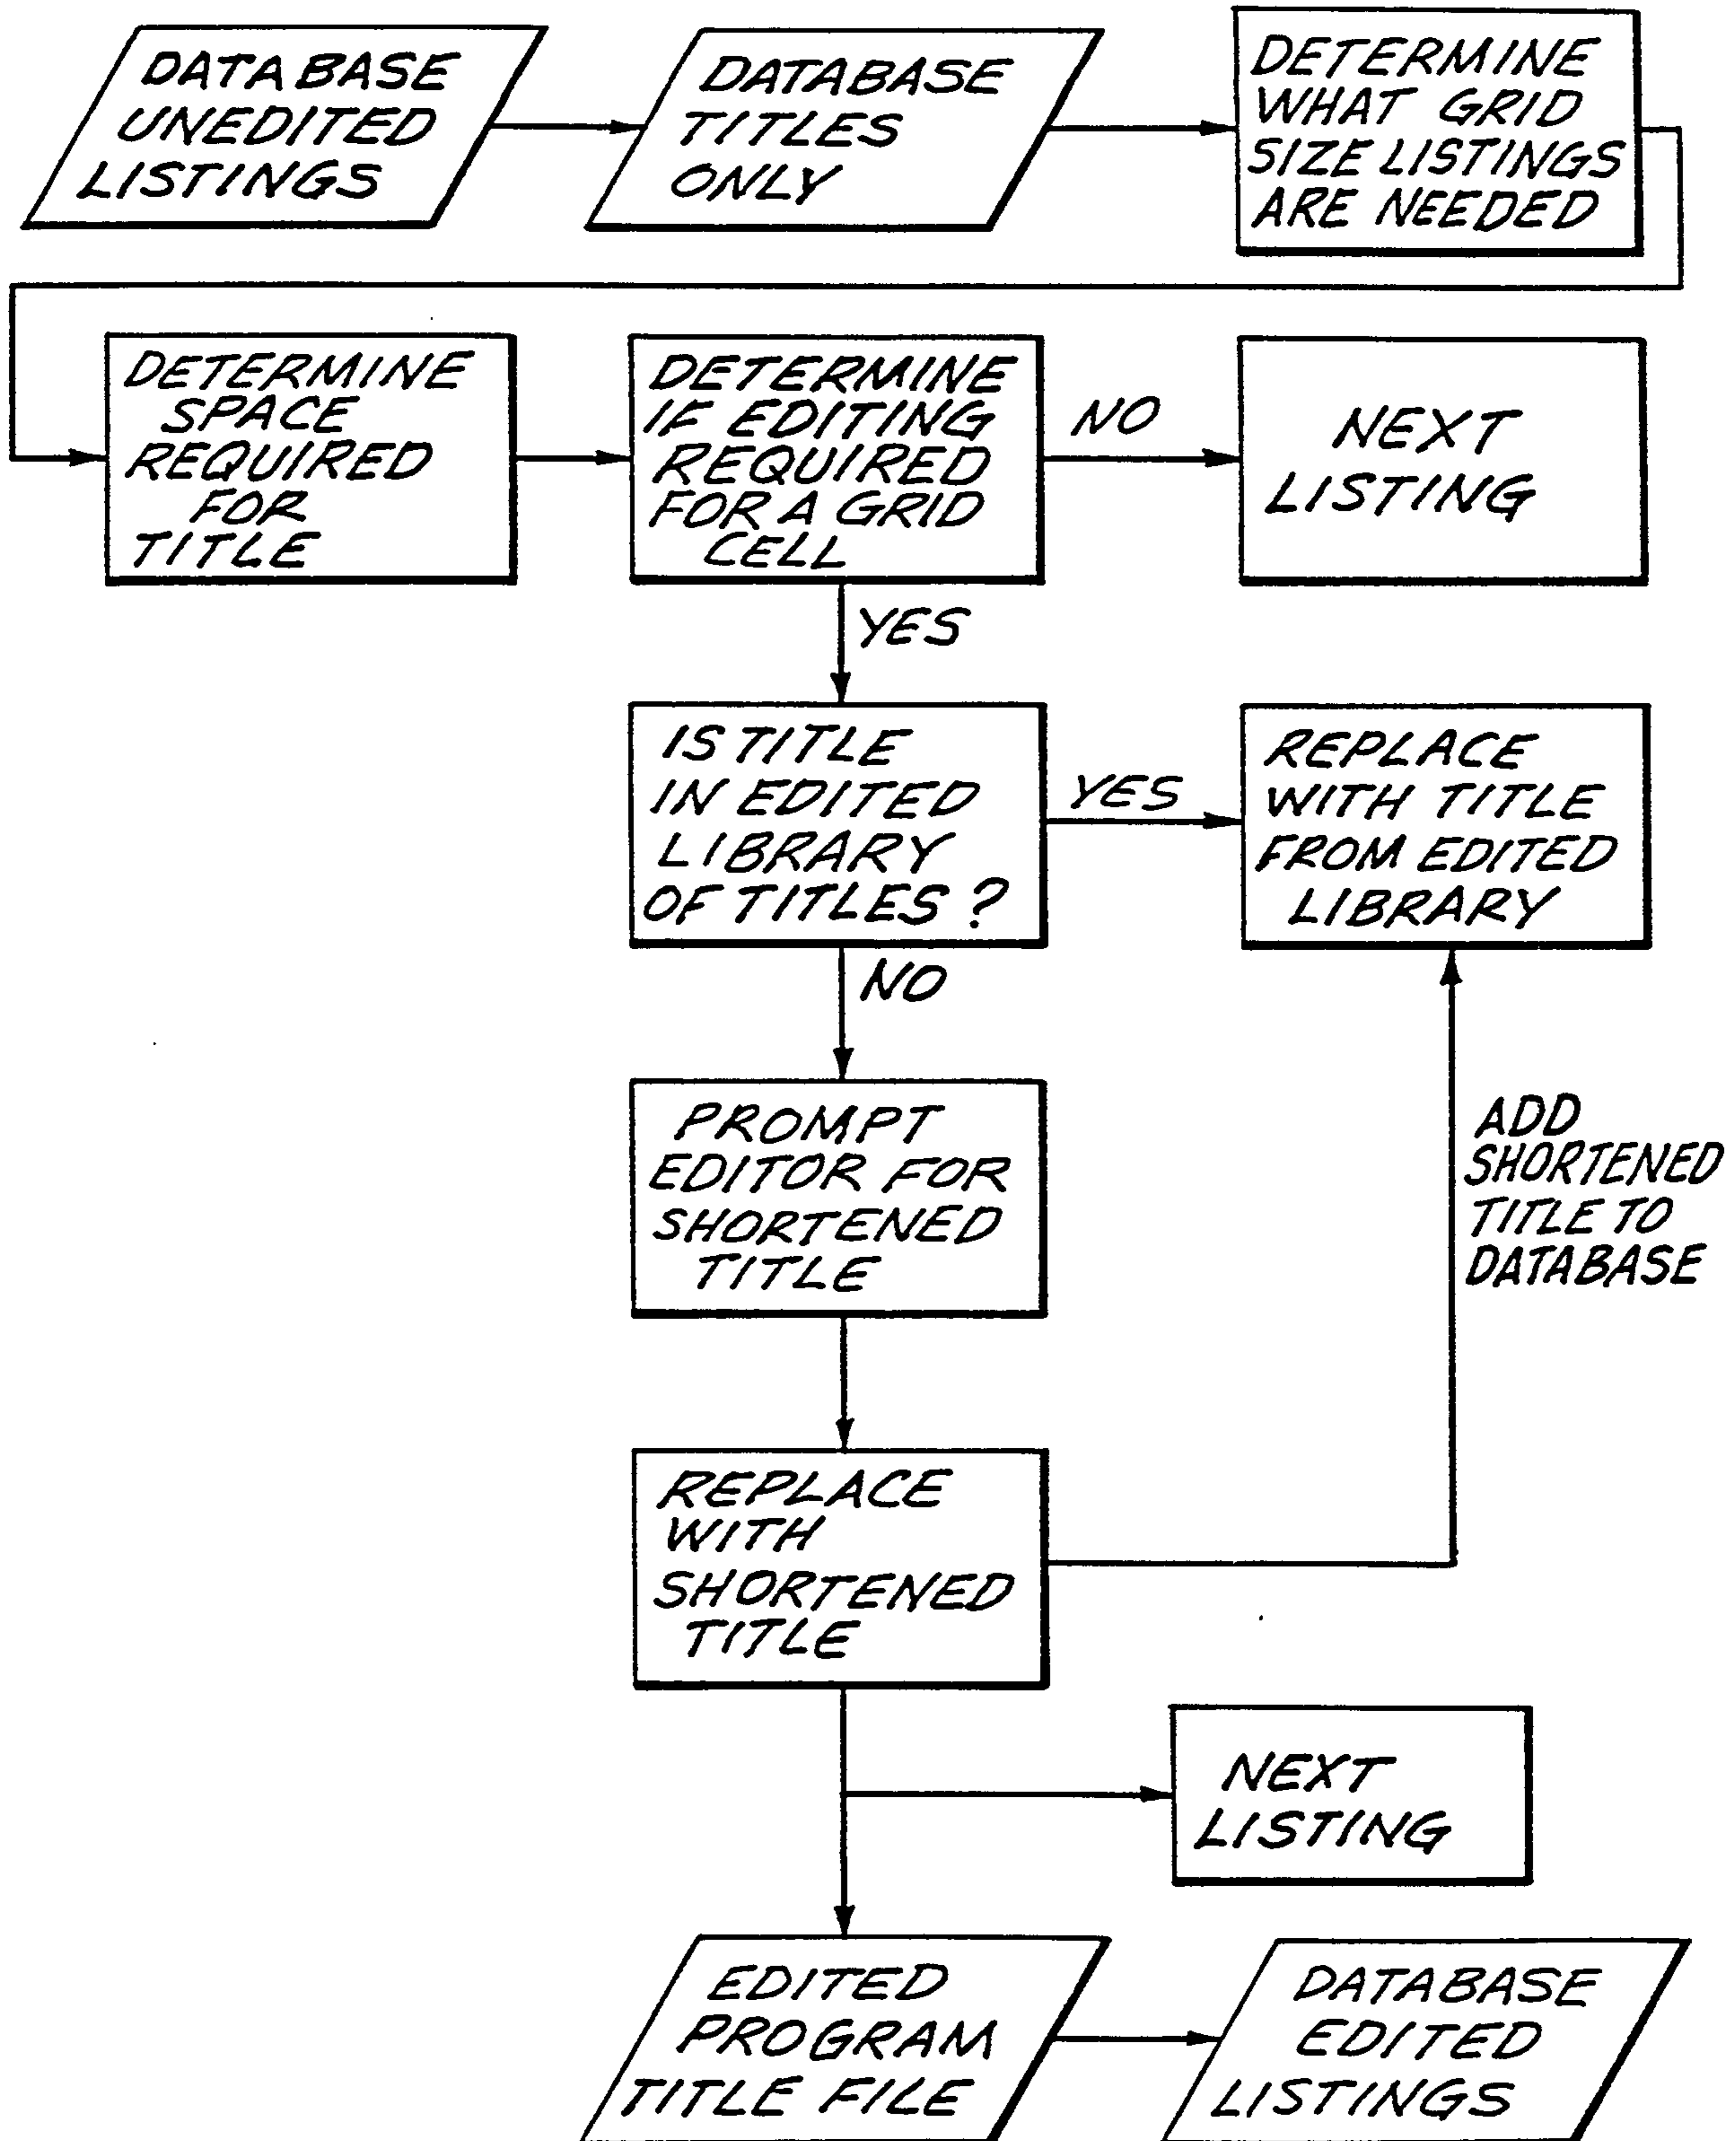 DATABASE
UNEDITED
LISTINGS
DATABASE
TITLES
ONLY
DETERMINE
WHAT GRID
SIZE LISTINGS
ARE NEEDED
DETERMINE
SPACE
REQUIRED
FOR
TITLE
DETERMINE
IF EDITING
REQUIRED
FOR A GRID
CELL
NO
NEXT
LISTING
YES
IS TITLE
IN EDITED
LIBRARY
OF TITLES?
YES
REPLACE
WITH TITLE
FROM EDITED
LIBRARY
NO
PROMPT
EDITOR FOR
SHORTENED
TITLE
ADD
SHORTENED
TITLE TO
DATABASE
REPLACE
WITH
SHORTENED
TITLE
NEXT
LISTING
EDITED
PROGRAM
TITLE FILE
DATABASE
EDITED
LISTINGS